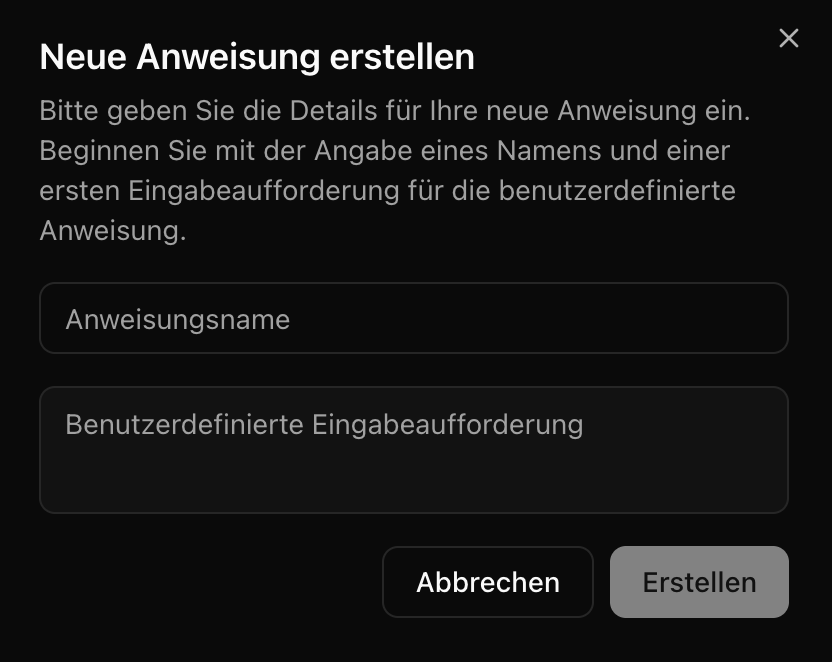 Neue Anweisung erstellen
Bitte geben Sie die Details für Ihre neue Anweisung ein.
Beginnen Sie mit der Angabe eines Namens und einer
ersten Eingabeaufforderung für die benutzerdefinierte
Anweisung.
Anweisungsname
Benutzerdefinierte Eingabeaufforderung
Abbrechen
Erstellen